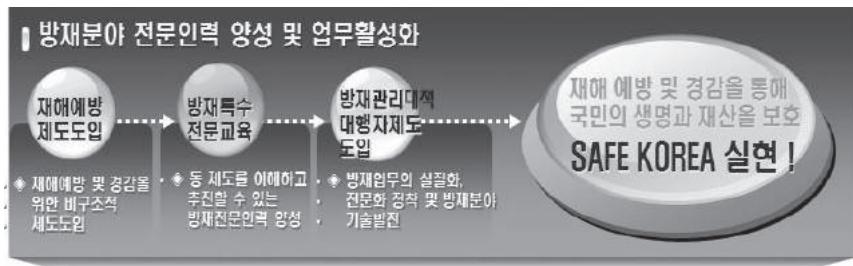 방재분야 전문인력 양성 및 업무활성화
재해예방
제도도입
방재특수
전문교육
방재관리대책
대행자제도
도입
재해 예방 및 경감을 통해
국민의 생명과 재산을 보호
SAFE KOREA 실현 !
◈ 재해예방 및 경감을
위한 비구조적
제도도입
◈ 동 제도를 이해하고
추진할 수 있는
방재전문인력 양성
◈ 방재업무의 실질화,
전문화 정착 및 방재분야
기술발전